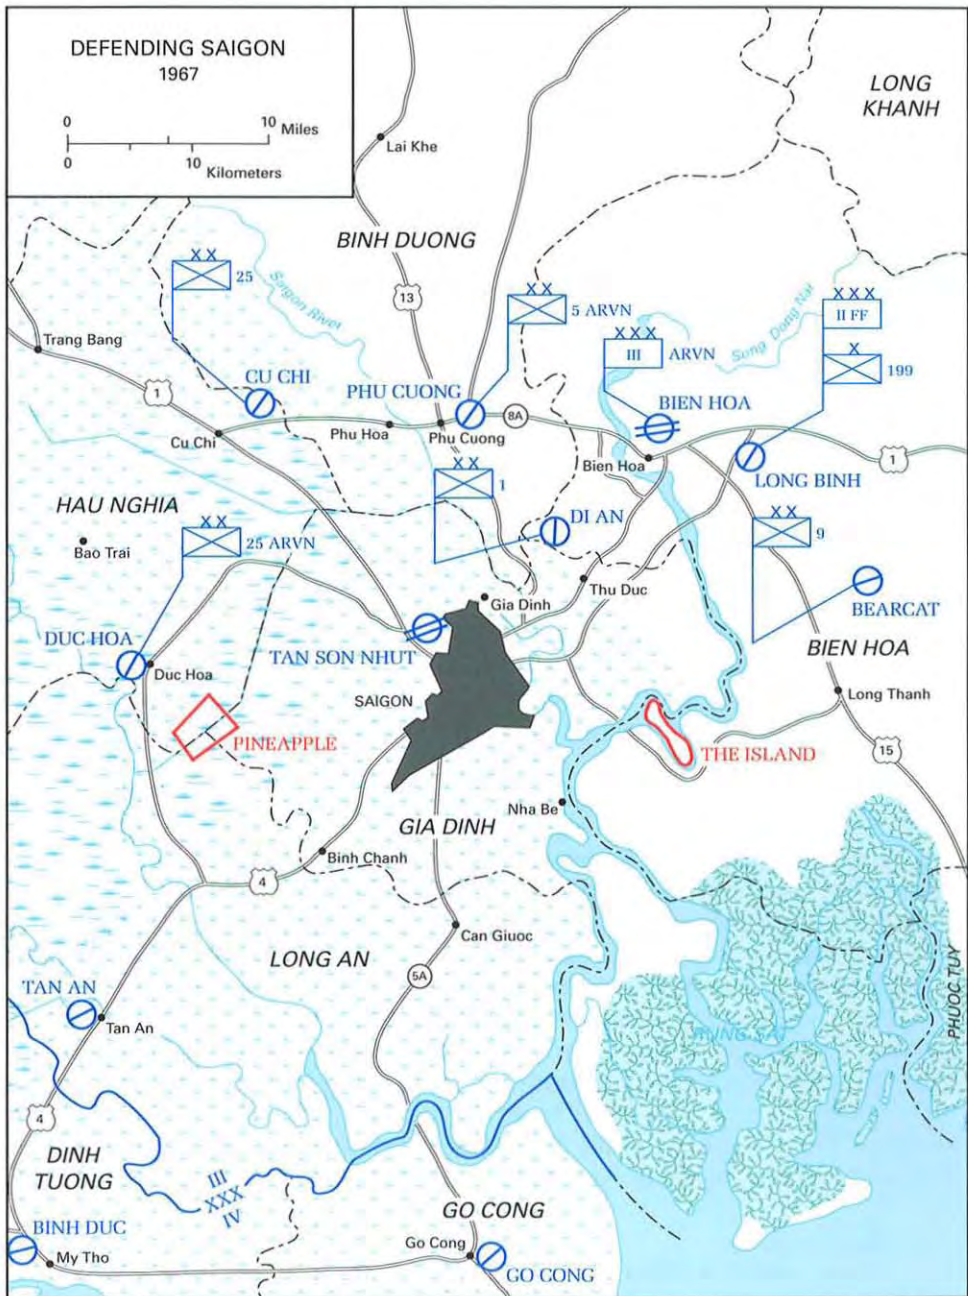 DEFENDING SAIGON
1967
0 10 Miles
0 10
Kilometers
LONG
KHANH
Lai Khe
BINH DUONG
X X
25
Saigon River
13
X X
5 ARVN
X X X
III ARVN
Song Dong Nai
X X X
II FF
X
199
Trang Bang
1
CU CHI
PHU CUONG
8A
BIEN HOA
Cu Chi
Phu Hoa
Phu Cuong
Bien Hoa
1
LONG BINH
X X
1
HAU NGHIA
Bao Trai
X X
25 ARVN
DI AN
X X
9
Thu Duc
Gia Dinh
BEARCAT
DUC HOA
Duc Hoa
TAN SON NHUT
BIEN HOA
SAIGON
Long Thanh
PINEAPPLE
THE ISLAND
15
Nha Be
GIA DINH
Binh Chanh
4
Can Giuoc
LONG AN
5A
TAN AN
Tan An
PHUOC TUY
4
DINH
TUONG
III
XXX
IV
GO CONG
BINH DUC
My Tho
Go Cong
GO CONG